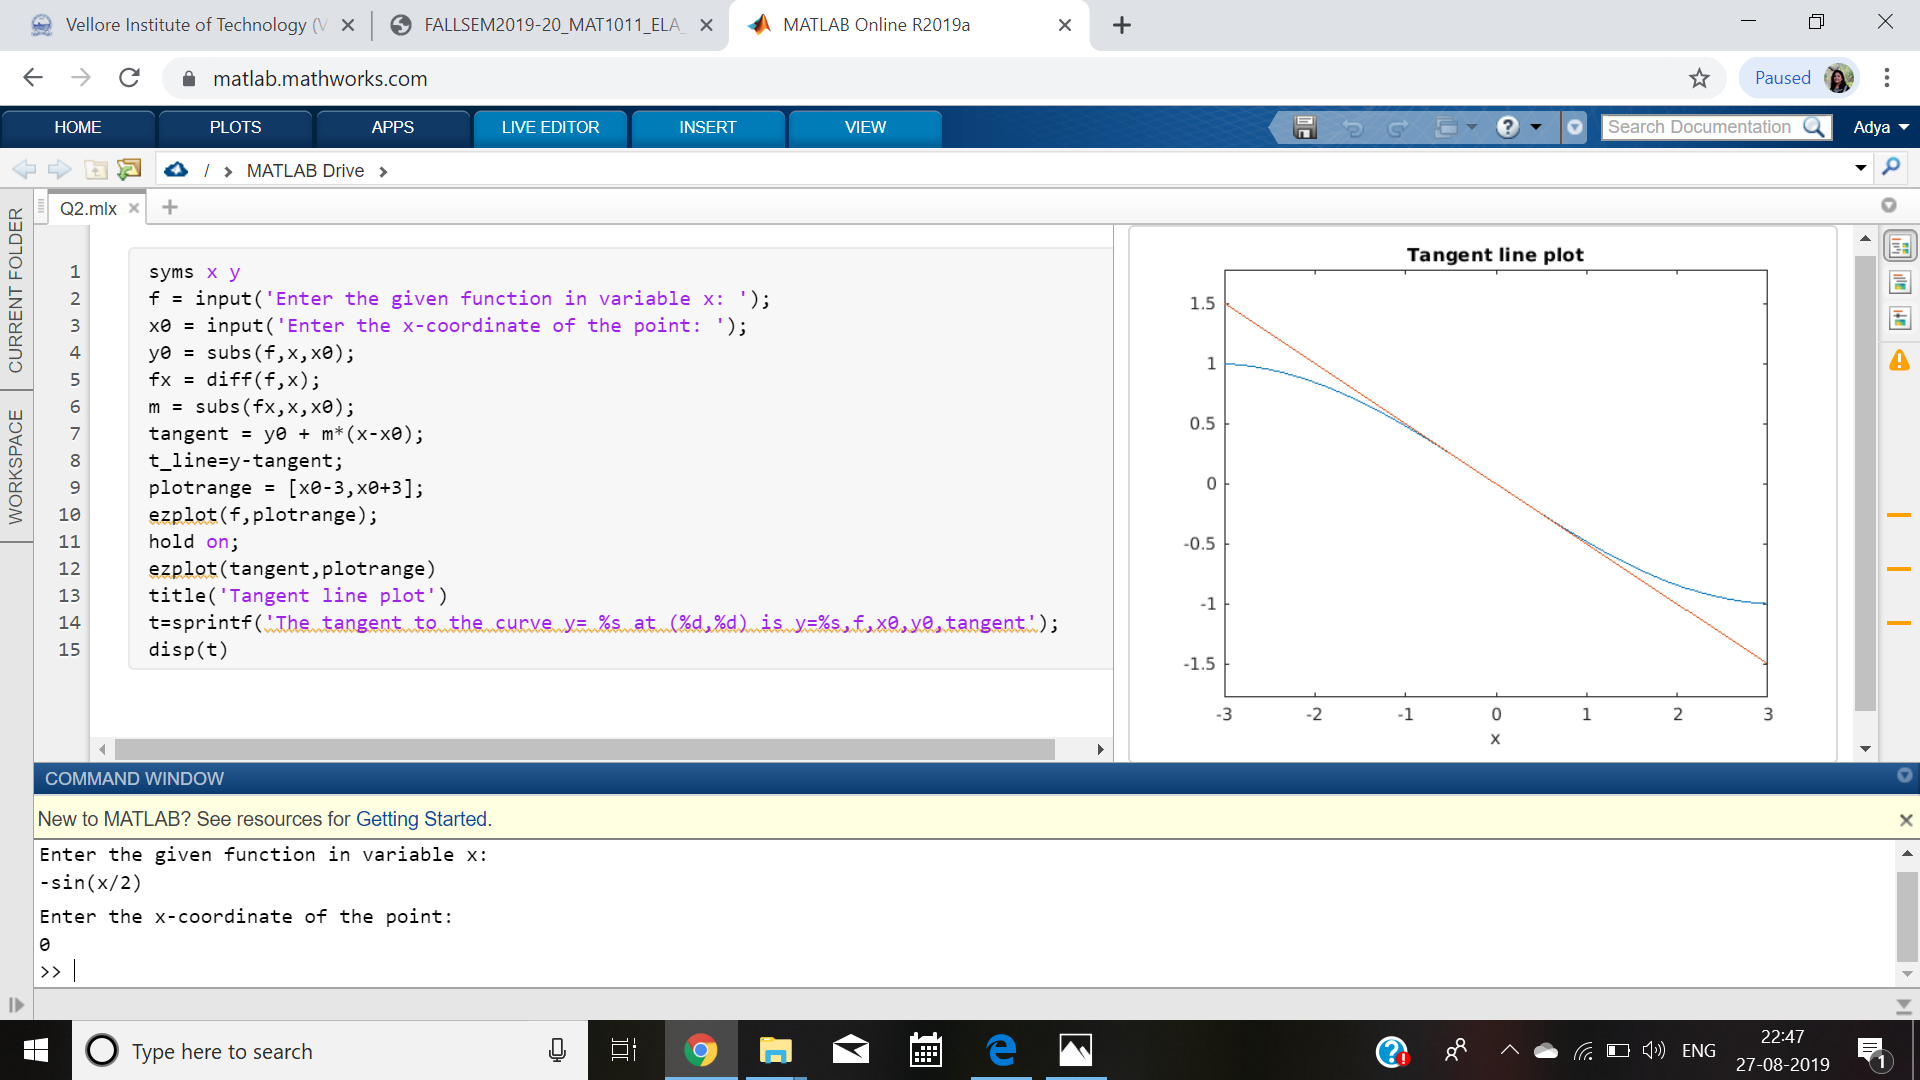 Vellore Institute of Technology (V
FALLSEM2019-20_MAT1011_ELA_
MATLAB Online R2019a
matlab.mathworks.com
Paused
HOME
PLOTS
APPS
LIVE EDITOR
INSERT
VIEW
Search Documentation
Adya
/ > MATLAB Drive >
CURRENT FOLDER
WORKSPACE
Q2.mlx
1 syms x y
2 f = input('Enter the given function in variable x: ');
3 x0 = input('Enter the x-coordinate of the point: ');
4 y0 = subs(f,x,x0);
5 fx = diff(f,x);
6 m = subs(fx,x,x0);
7 tangent = y0 + m*(x-x0);
8 t_line=y-tangent;
9 plotrange = [x0-3,x0+3];
10 ezplot(f,plotrange);
11 hold on;
12 ezplot(tangent,plotrange)
13 title('Tangent line plot')
14 t=sprintf('The tangent to the curve y= %s at (%d,%d) is y=%s,f,x0,y0,tangent');
15 disp(t)
Tangent line plot
1.5
1
0.5
0
-0.5
-1
-1.5
-3 -2 -1 0 1 2 3
x
COMMAND WINDOW
New to MATLAB? See resources for Getting Started.
Enter the given function in variable x:
-sin(x/2)
Enter the x-coordinate of the point:
0
>>
Type here to search
ENG
22:47
27-08-2019
1